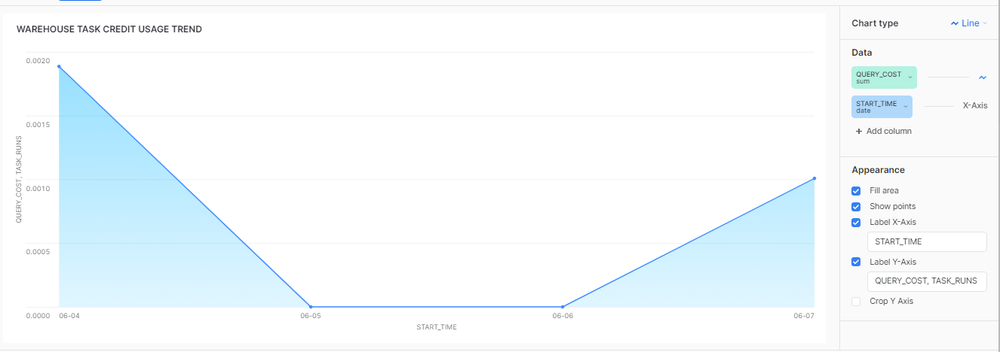 WAREHOUSE TASK CREDIT USAGE TREND
0.0020
0.0015
0.0010
0.0005
0.0000
QUERY_COST, TASK_RUNS
06-04
06-05
06-06
06-07
START_TIME
Chart type
Line
Data
QUERY_COST
sum
START_TIME
date
X-Axis
+ Add column
Appearance
Fill area
Show points
Label X-Axis
START_TIME
Label Y-Axis
QUERY_COST, TASK_RUNS
Crop Y Axis